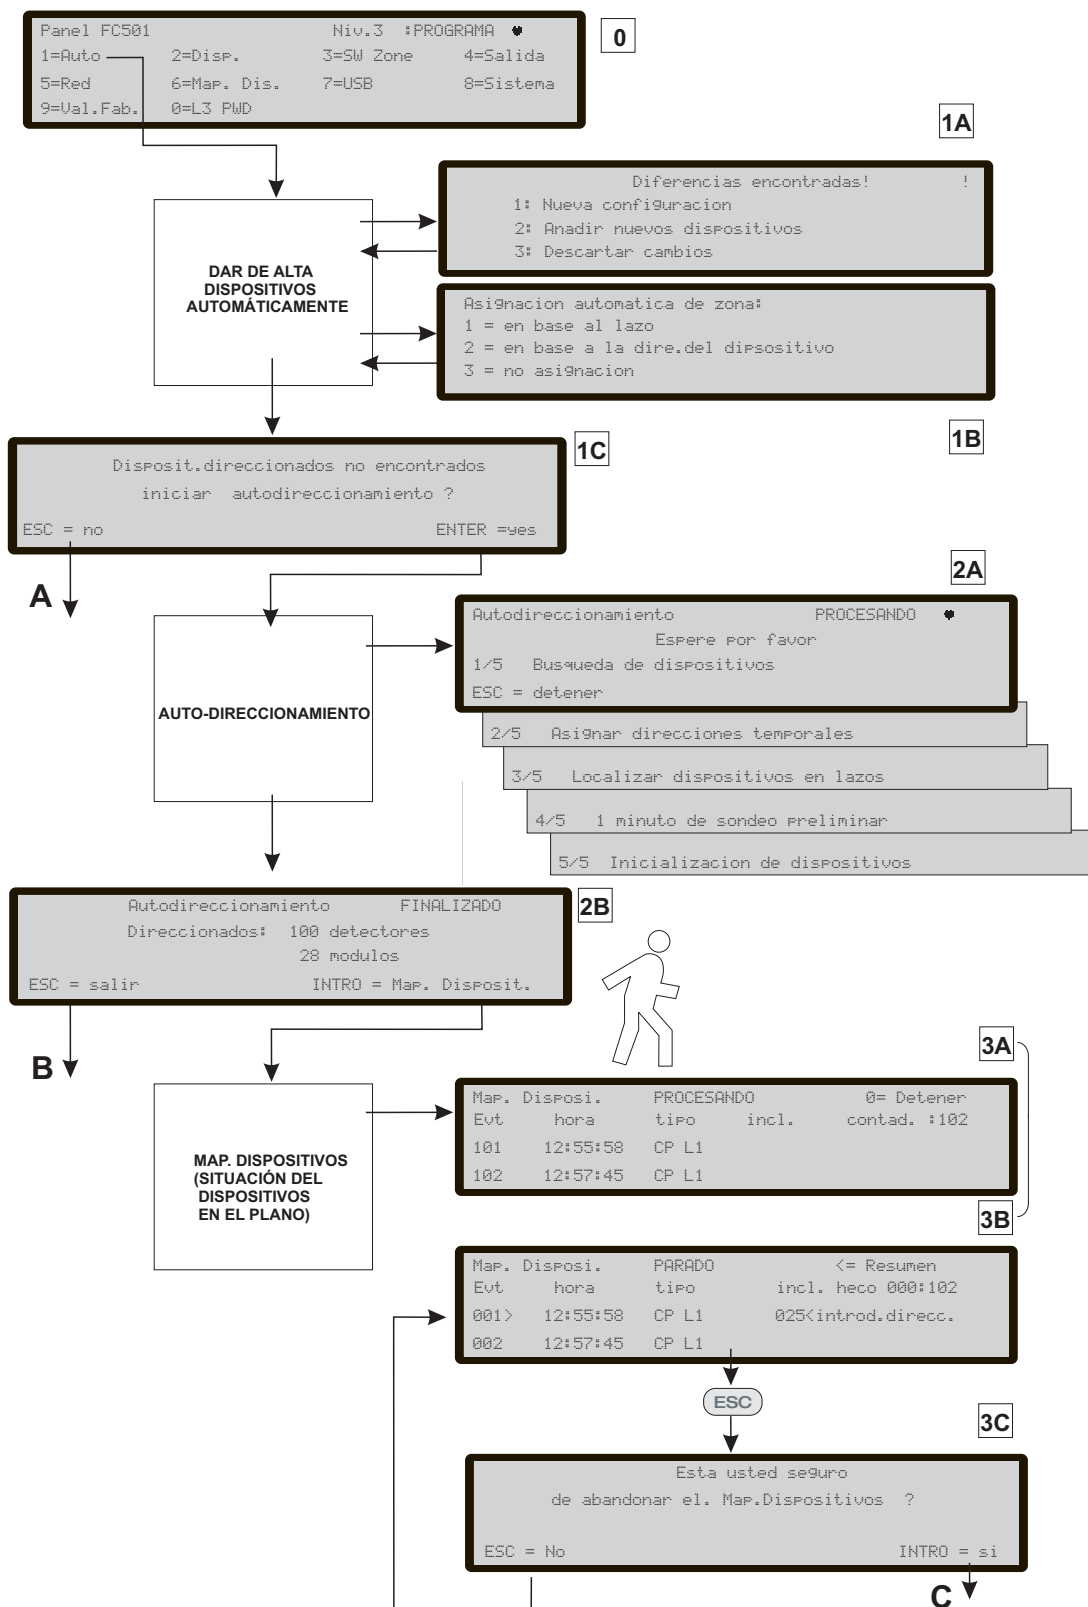 Panel FC501 Niv.3 :PROGRAMA ♥
0
1=Auto 2=Disp. 3=SW Zone 4=Salida
5=Red 6=Map. Dis. 7=USB 8=Sistema
9=Val.Fab. 0=L3 PWD
1A
Diferencias encontradas! !
1: Nueva configuracion
2: Anadir nuevos dispositivos
3: Descartar cambios
DAR DE ALTA
DISPOSITIVOS
AUTOMÁTICAMENTE
Asignacion automatica de zona:
1 = en base al lazo
2 = en base a la dire.del dipsositivo
3 = no asignacion
1B
1C
Disposit.direccionados no encontrados
iniciar autodireccionamiento ?
ESC = no ENTER =yes
A
2A
Autodireccionamiento PROCESANDO ♥
Espere por favor
1/5 Busqueda de dispositivos
ESC = detener
AUTO-DIRECCIONAMIENTO
2/5 Asignar direcciones temporales
3/5 Localizar dispositivos en lazos
4/5 1 minuto de sondeo preliminar
5/5 Inicializacion de dispositivos
2B
Autodireccionamiento FINALIZADO
Direccionados: 100 detectores
28 modulos
ESC = salir INTRO = Map. Disposit.
B
3A
Map. Disposi. PROCESANDO 0= Detener
Evt hora tipo incl. contad. :102
101 12:55:58 CP L1
102 12:57:45 CP L1
MAP. DISPOSITIVOS
(SITUACIÓN DEL
DISPOSITIVOS
EN EL PLANO)
3B
Map. Disposi. PARADO <= Resumen
Evt hora tipo incl. heco 000:102
001> 12:55:58 CP L1 025<introd.direcc.
002 12:57:45 CP L1
ESC
3C
Esta usted seguro
de abandonar el. Map.Dispositivos ?
ESC = No INTRO = si
C